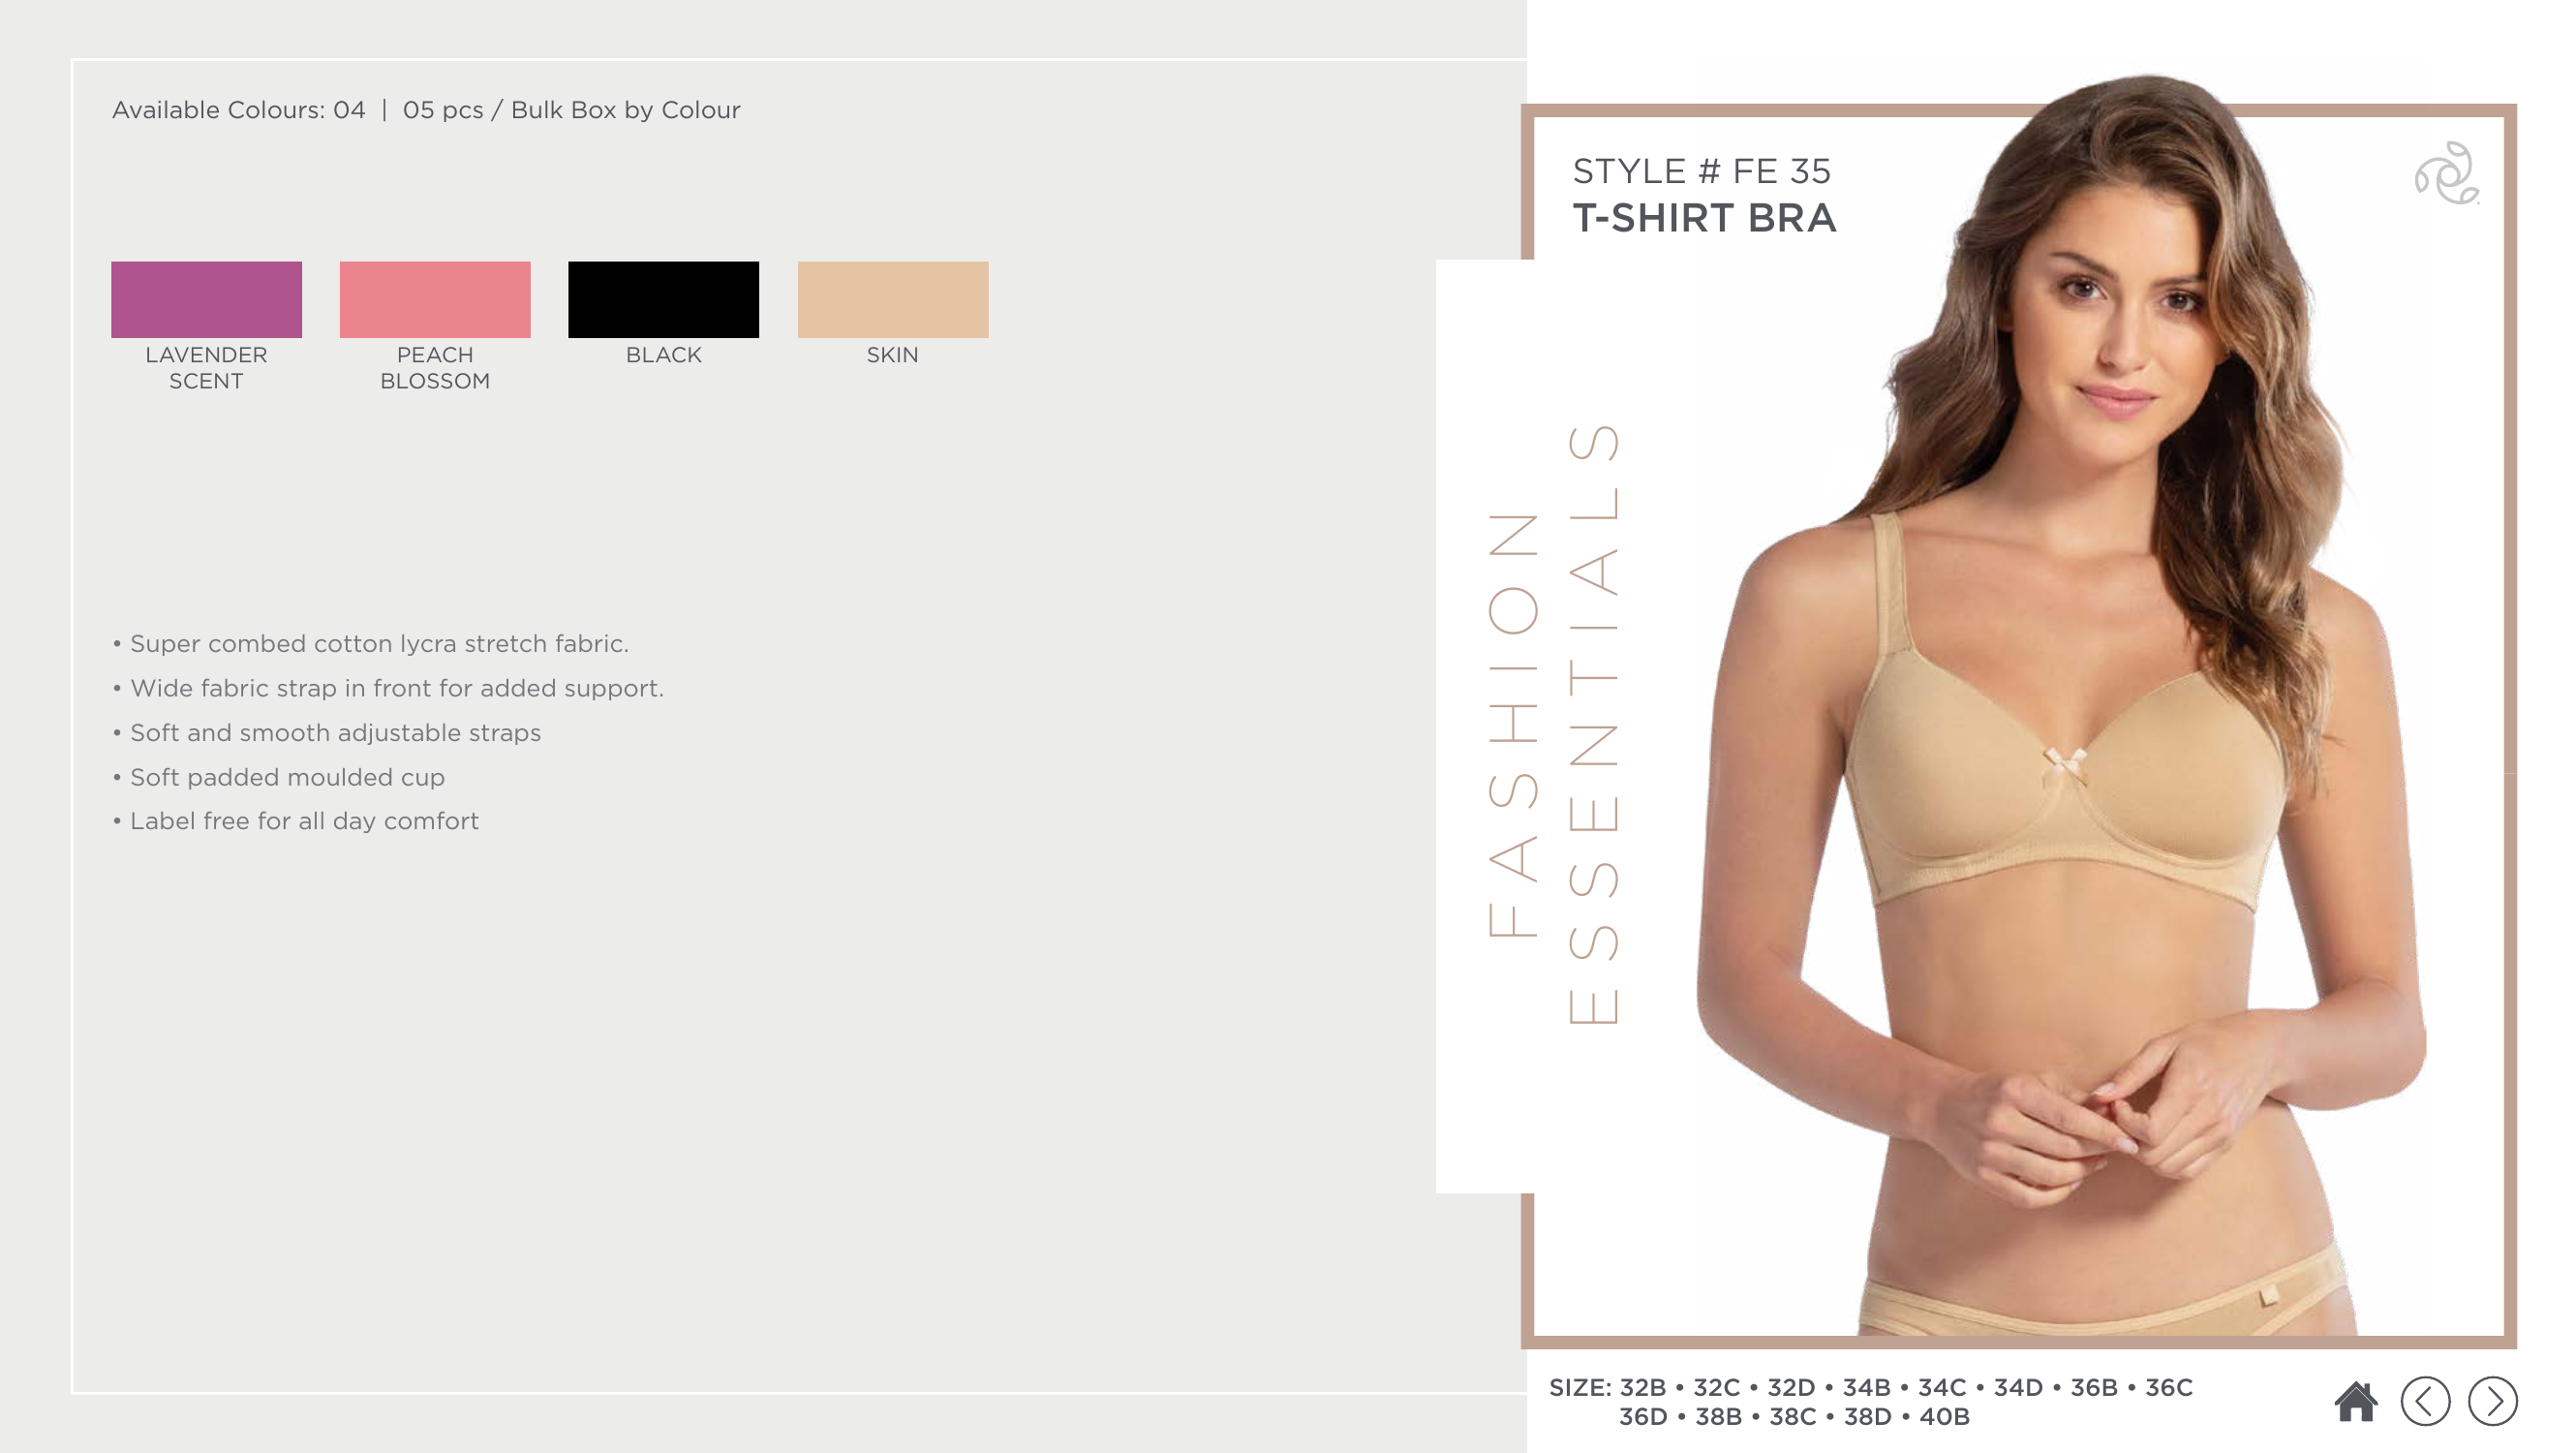 Available Colours: 04 | 05 pcs / Bulk Box by Colour
LAVENDER
SCENT
PEACH
BLOSSOM
BLACK
SKIN
• Super combed cotton lycra stretch fabric.
• Wide fabric strap in front for added support.
• Soft and smooth adjustable straps
• Soft padded moulded cup
• Label free for all day comfort
STYLE # FE 35
T-SHIRT BRA
FASHION
ESSENTIALS
SIZE: 32B • 32C • 32D • 34B • 34C • 34D • 36B • 36C
36D • 38B • 38C • 38D • 40B